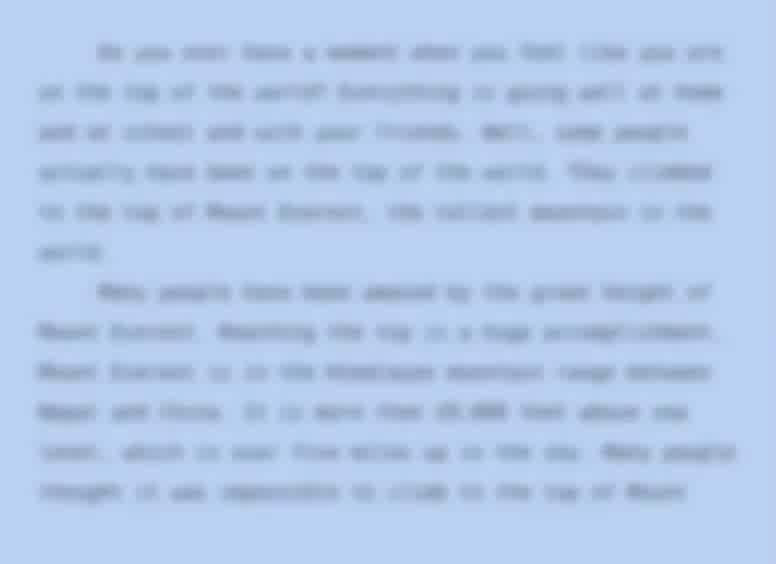 Do you ever have a moment when you feel like you are
on the top of the world? Everything is going well at home
and at school and with your friends. Well, some people
actually have been on the top of the world. They climbed
to the top of Mount Everest, the tallest mountain in the
world.
Many people have been amazed by the great height of
Mount Everest. Reaching the top is a huge accomplishment.
Mount Everest is in the Himalayan mountain range between
Nepal and China. It is more than 29,000 feet above sea
level, which is over five miles up in the sky. Many people
thought it was impossible to climb to the top of Mount